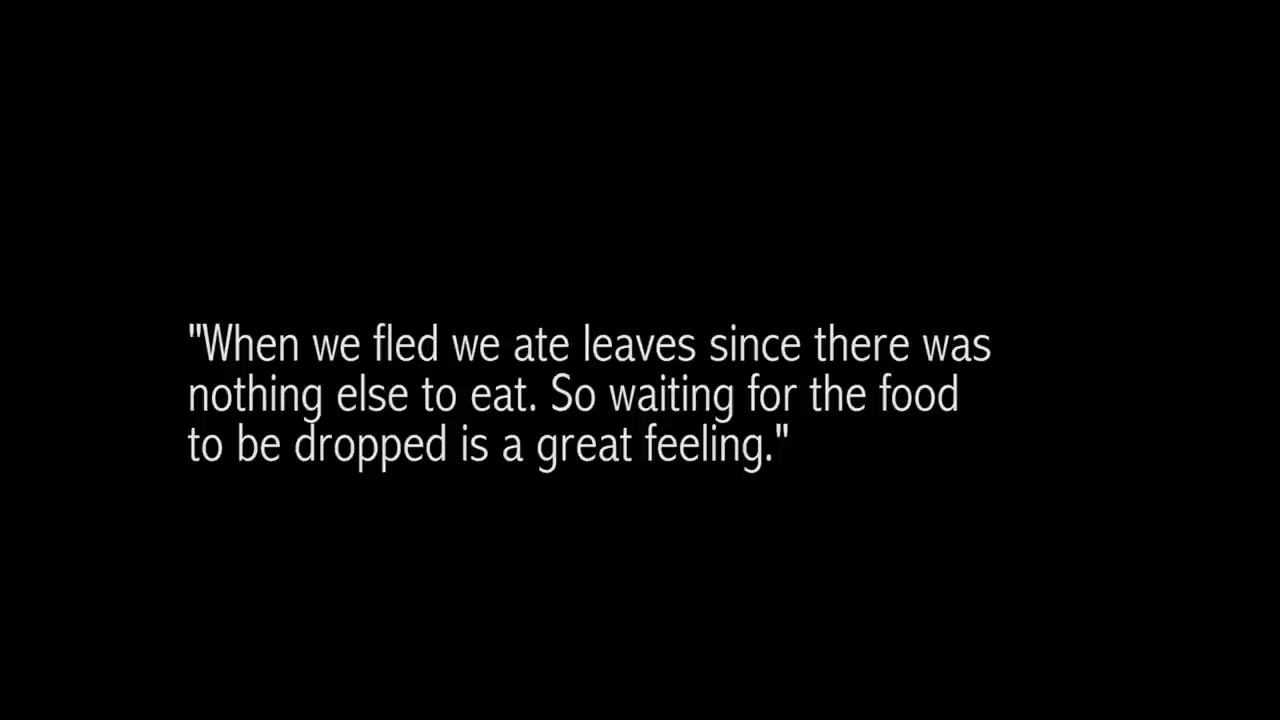 "When we fled we ate leaves since there was
nothing else to eat. So waiting for the food
to be dropped is a great feeling."